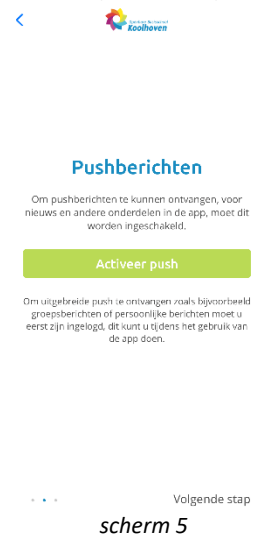 Koolhoven
Pushberichten
Om pushberichten te kunnen ontvangen, voor
nieuws en andere onderdelen in de app, moet dit
worden ingeschakeld.
Activeer push
Om uitgebreide push te ontvangen zoals bijvoorbeeld
groepsberichten of persoonlijke berichten moet u
eerst zijn ingelogd, dit kunt u tijdens het gebruik van
de app doen.
Volgende stap
scherm 5